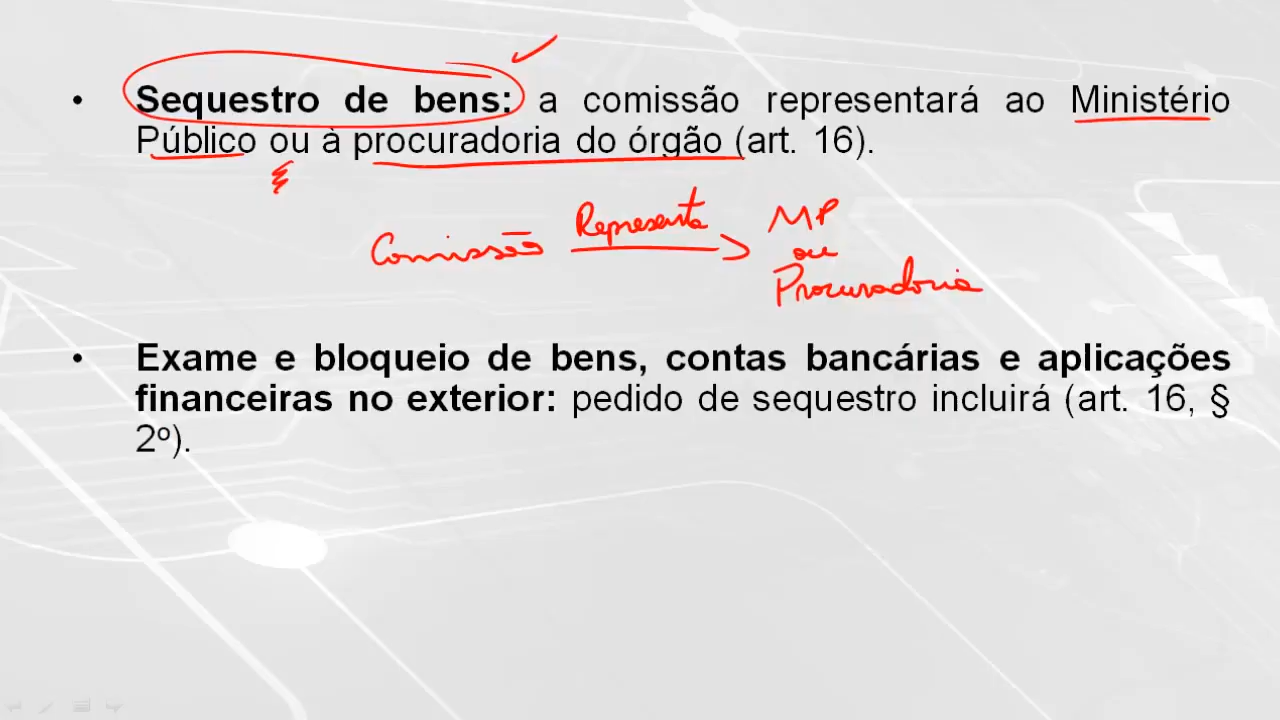 • Sequestro de bens: a comissão representará ao Ministério
Público ou à procuradoria do órgão (art. 16).
Comissão Representa MP
ou
Procuradoria
• Exame e bloqueio de bens, contas bancárias e aplicações
financeiras no exterior: pedido de sequestro incluirá (art. 16, §
2º).